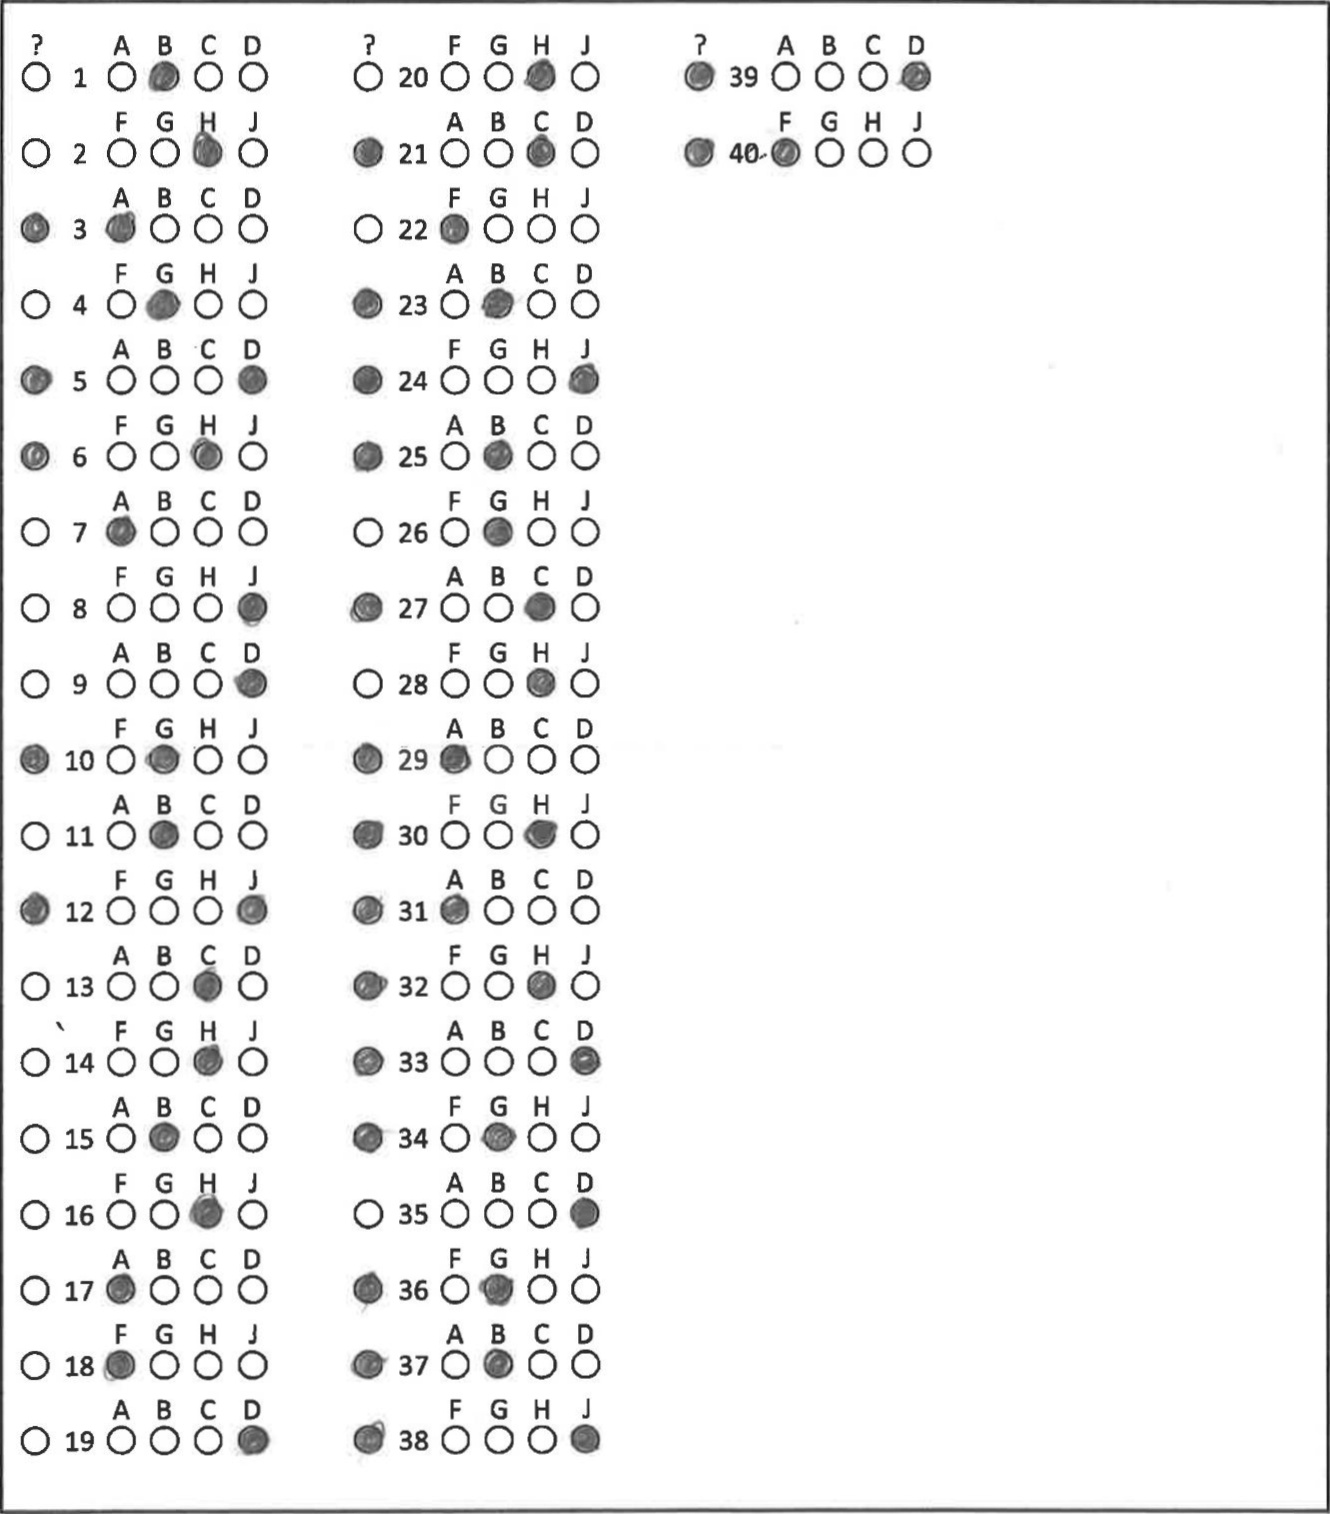 ? A B C D
1
F G H J
2
A B C D
3
F G H J
4
A B C D
5
F G H J
6
A B C D
7
F G H J
8
A B C D
9
F G H J
10
A B C D
11
F G H J
12
A B C D
13
F G H J
14
A B C D
15
F G H J
16
A B C D
17
F G H J
18
A B C D
19
? F G H J
20
A B C D
21
F G H J
22
A B C D
23
F G H J
24
A B C D
25
F G H J
26
A B C D
27
F G H J
28
A B C D
29
F G H J
30
A B C D
31
F G H J
32
A B C D
33
F G H J
34
A B C D
35
F G H J
36
A B C D
37
F G H J
38
? A B C D
39
F G H J
40